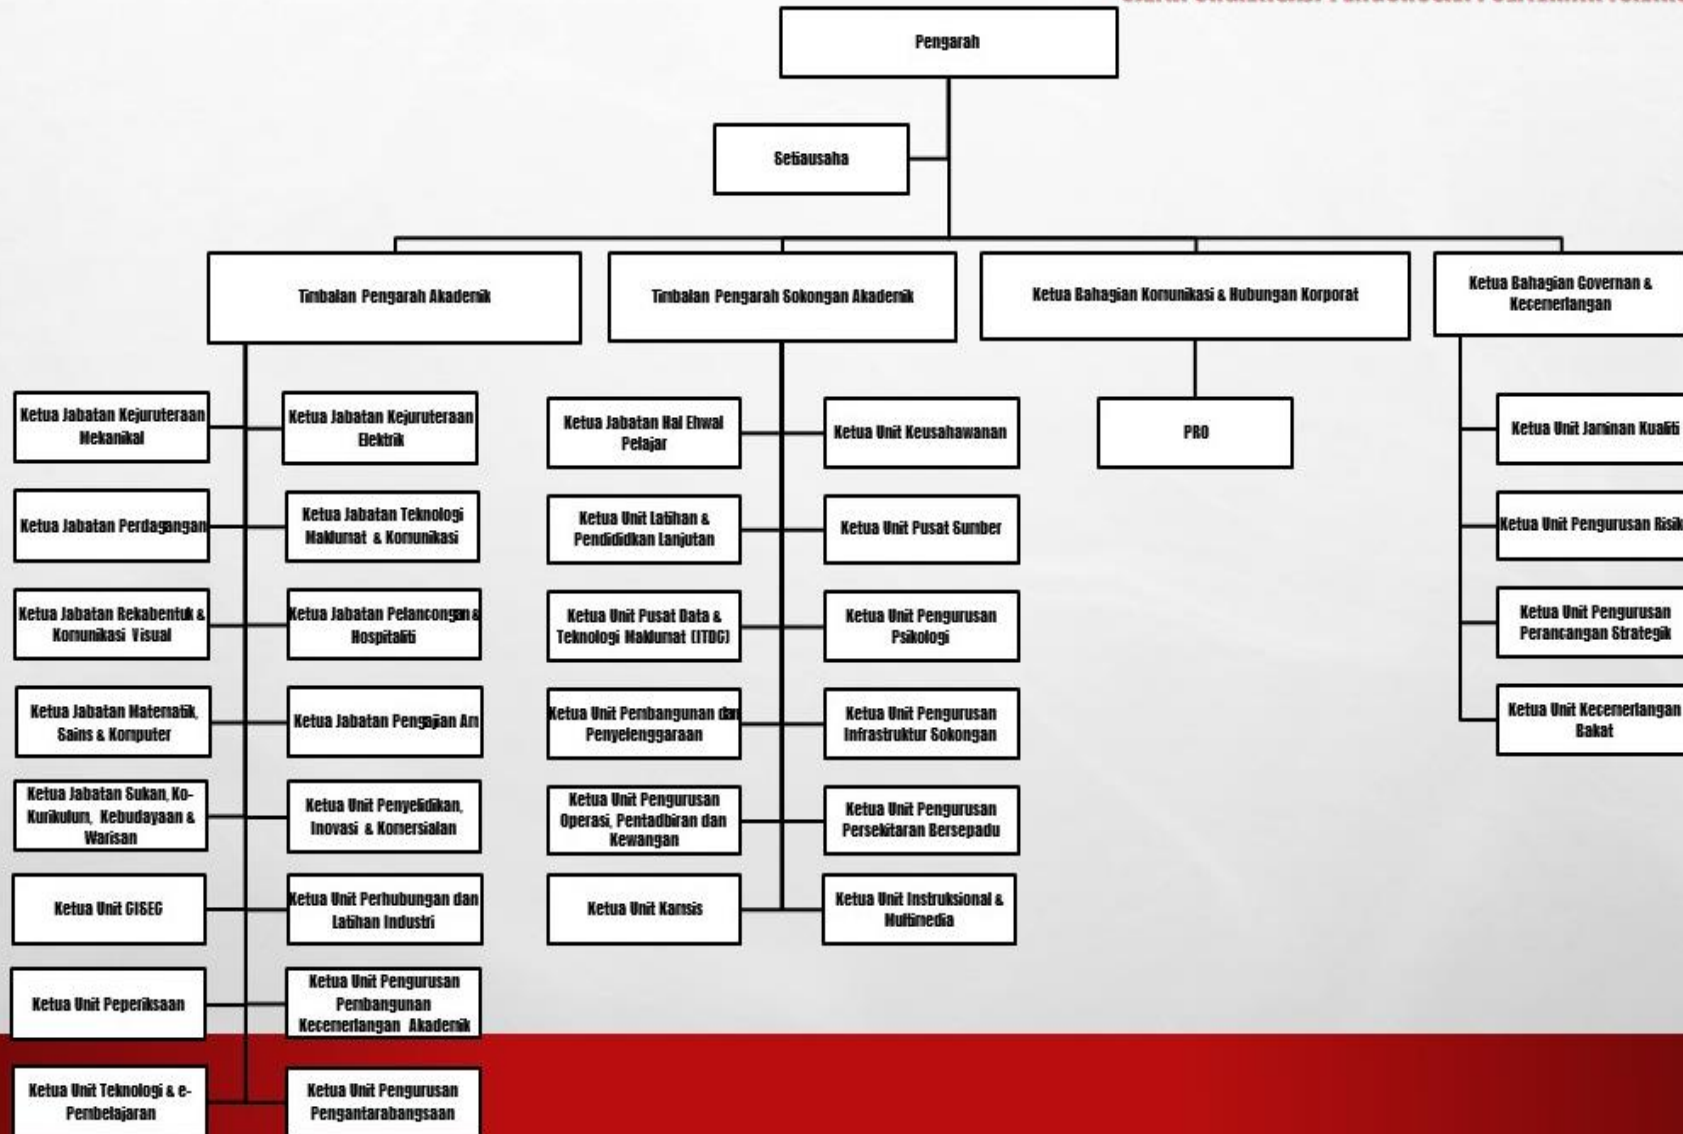 Pengarah
Setiausaha
Timbalan Pengarah Akademik
Timbalan Pengarah Sokongan Akademik
Ketua Bahagian Komunikasi & Hubungan Korporat
Ketua Bahagian Governan &
Kecemerlangan
Ketua Jabatan Kejuruteraan
Mekanikal
Ketua Jabatan Kejuruteraan
Elektrik
Ketua Jabatan Perdagangan
Ketua Jabatan Teknologi
Maklumat & Komunikasi
Ketua Jabatan Rekabentuk &
Komunikasi Visual
Ketua Jabatan Pelancongan &
Hospitaliti
Ketua Jabatan Matematik,
Sains & Komputer
Ketua Jabatan Pengajian Am
Ketua Jabatan Sukan, Ko-
Kurikulum, Kebudayaan &
Warisan
Ketua Unit Penyelidikan,
Inovasi & Komersialan
Ketua Unit CISEC
Ketua Unit Perhubungan dan
Latihan Industri
Ketua Unit Peperiksaan
Ketua Unit Pengurusan
Pembangunan
Kecemerlangan Akademik
Ketua Unit Teknologi & e-
Pembelajaran
Ketua Unit Pengurusan
Pengantarabangsaan
Ketua Jabatan Hal Ehwal
Pelajar
Ketua Unit Keusahawanan
Ketua Unit Latihan &
Pendididkan Lanjutan
Ketua Unit Pusat Sumber
Ketua Unit Pusat Data &
Teknologi Maklumat (ITDC)
Ketua Unit Pengurusan
Psikologi
Ketua Unit Pembangunan dan
Penyelenggaraan
Ketua Unit Pengurusan
Infrastruktur Sokongan
Ketua Unit Pengurusan
Operasi, Pentadbiran dan
Kewangan
Ketua Unit Pengurusan
Persekitaran Bersepadu
Ketua Unit Kamsis
Ketua Unit Instruksional &
Multimedia
PRO
Ketua Unit Jaminan Kualiti
Ketua Unit Pengurusan Risik
Ketua Unit Pengurusan
Perancangan Strategik
Ketua Unit Kecemerlangan
Bakat